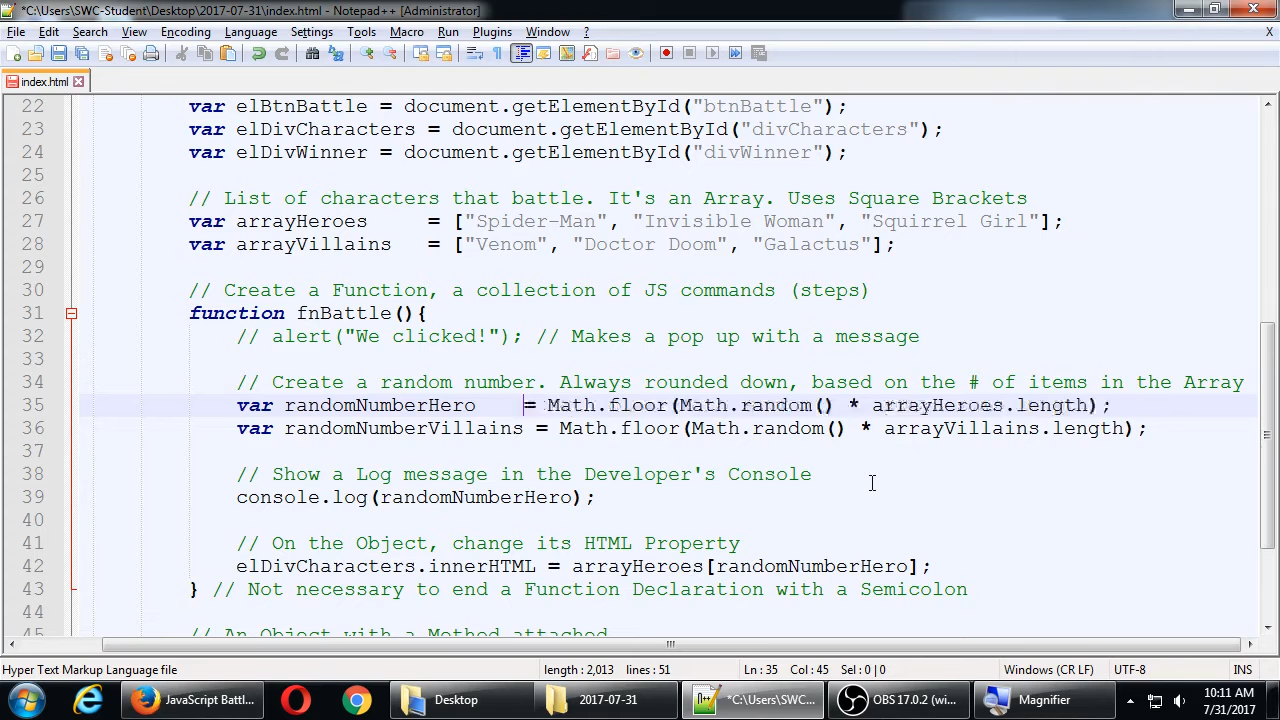 *C:\Users\SWC-Student\Desktop\2017-07-31\index.html - Notepad++ [Administrator]
File Edit Search View Encoding Language Settings Tools Macro Run Plugins Window ? X
index.html
22 var elBtnBattle = document.getElementById("btnBattle");
23 var elDivCharacters = document.getElementById("divCharacters");
24 var elDivWinner = document.getElementById("divWinner");
25
26 // List of characters that battle. It's an Array. Uses Square Brackets
27 var arrayHeroes = ["Spider-Man", "Invisible Woman", "Squirrel Girl"];
28 var arrayVillains = ["Venom", "Doctor Doom", "Galactus"];
29
30 // Create a Function, a collection of JS commands (steps)
31 function fnBattle(){
32 // alert("We clicked!"); // Makes a pop up with a message
33
34 // Create a random number. Always rounded down, based on the # of items in the Array
35 var randomNumberHero = Math.floor(Math.random() * arrayHeroes.length);
36 var randomNumberVillains = Math.floor(Math.random() * arrayVillains.length);
37
38 // Show a Log message in the Developer's Console
39 console.log(randomNumberHero);
40
41 // On the Object, change its HTML Property
42 elDivCharacters.innerHTML = arrayHeroes[randomNumberHero];
43 } // Not necessary to end a Function Declaration with a Semicolon
44
45 // An Object with a Method attached
Hyper Text Markup Language file length : 2,013 lines : 51 Ln : 35 Col : 45 Sel : 0 | 0 Windows (CR LF) UTF-8 INS
JavaScript Battl... Desktop 2017-07-31 *C:\Users\SWC... OBS 17.0.2 (wi... Magnifier 10:11 AM
7/31/2017